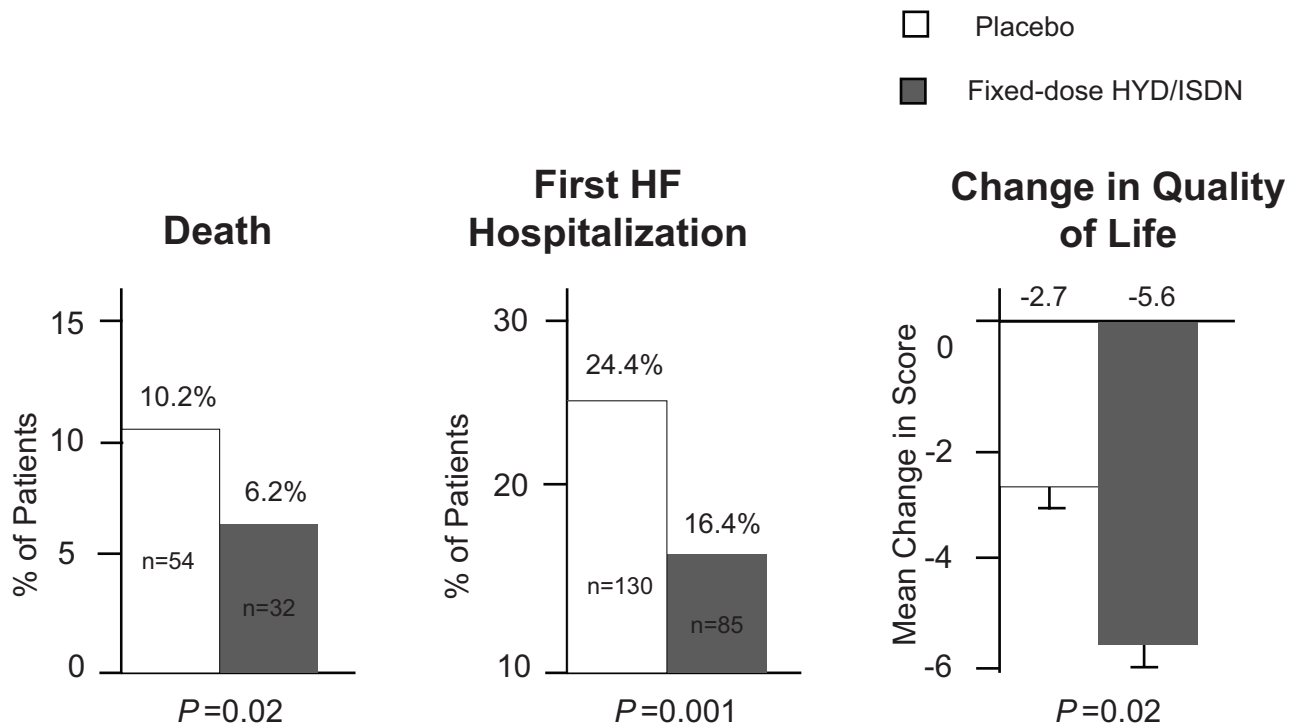 Placebo
Fixed-dose HYD/ISDN
Death
% of Patients
15
10
5
0
10.2%
6.2%
n=54
n=32
P=0.02
First HF
Hospitalization
% of Patients
30
20
10
24.4%
16.4%
n=130
n=85
P=0.001
Change in Quality
of Life
Mean Change in Score
-2.7 -5.6
0
-2
-4
-6
P=0.02